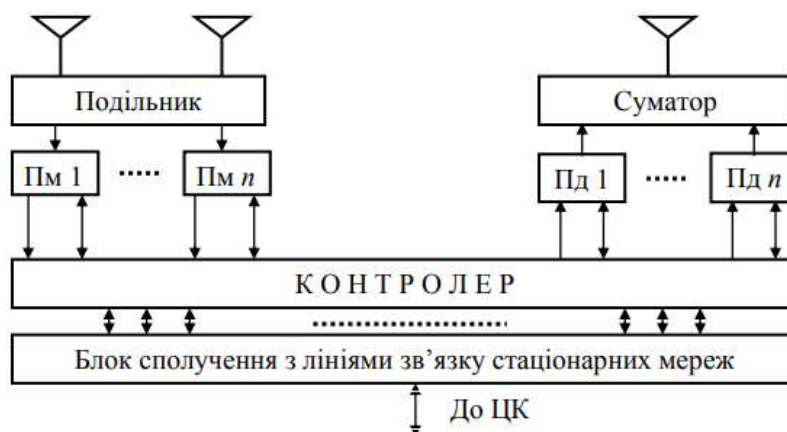 Подільник
Суматор
Пм 1
Пм n
Пд 1
Пд n
КОНТРОЛЕР
Блок сполучення з лініями зв’язку стаціонарних мереж
До ЦК